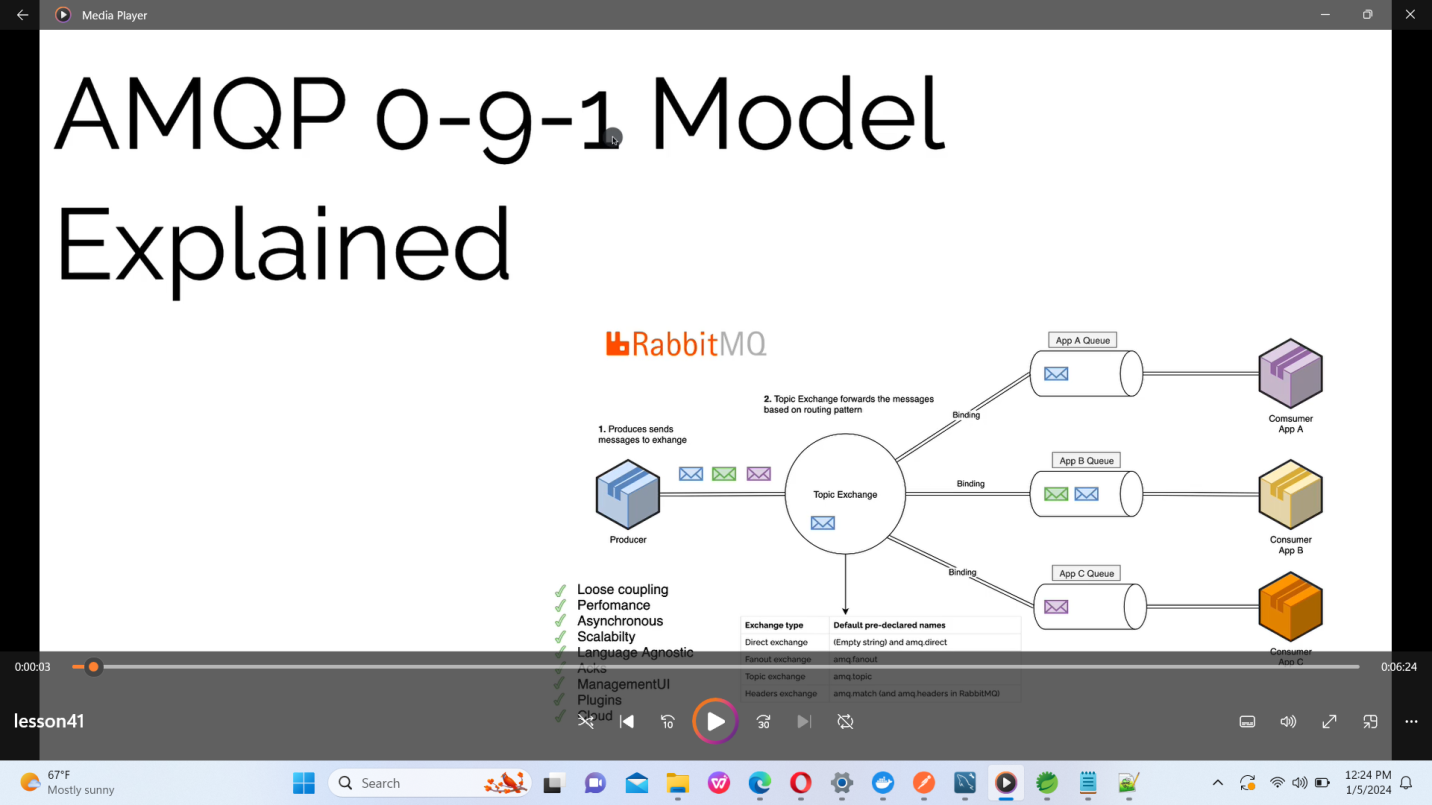 Media Player
AMQP 0-9-1 Model
Explained
RabbitMQ
1. Produces sends
messages to exhange
Producer
2. Topic Exchange forwards the messages
based on routing pattern
Topic Exchange
Binding
Binding
Binding
App A Queue
App B Queue
App C Queue
Comsumer
App A
Consumer
App B
Consumer
App C
Loose coupling
Perfomance
Asynchronous
Scalabilty
Language Agnostic
Acks
ManagementUI
Plugins
Cloud
Exchange type Default pre-declared names
Direct exchange (Empty string) and amq.direct
Fanout exchange amq.fanout
Topic exchange amq.topic
Headers exchange amq.match (and amq.headers in RabbitMQ)
0:00:03
0:06:24
lesson41
10
30
67°F
Mostly sunny
Search
12:24 PM
1/5/2024